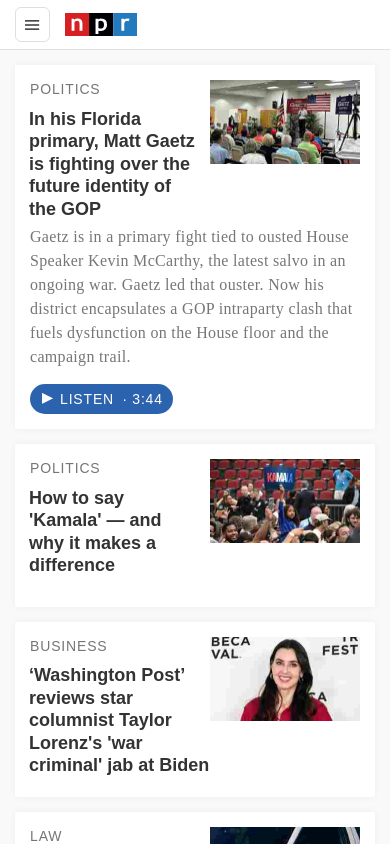 npr
POLITICS
In his Florida
primary, Matt Gaetz
is fighting over the
future identity of
the GOP
Gaetz is in a primary fight tied to ousted House
Speaker Kevin McCarthy, the latest salvo in an
ongoing war. Gaetz led that ouster. Now his
district encapsulates a GOP intraparty clash that
fuels dysfunction on the House floor and the
campaign trail.
LISTEN · 3:44
POLITICS
How to say
'Kamala' — and
why it makes a
difference
KAMALA
BUSINESS
‘Washington Post’
reviews star
columnist Taylor
Lorenz's 'war
criminal' jab at Biden
BECA
VAL.
FEST
CA
LAW